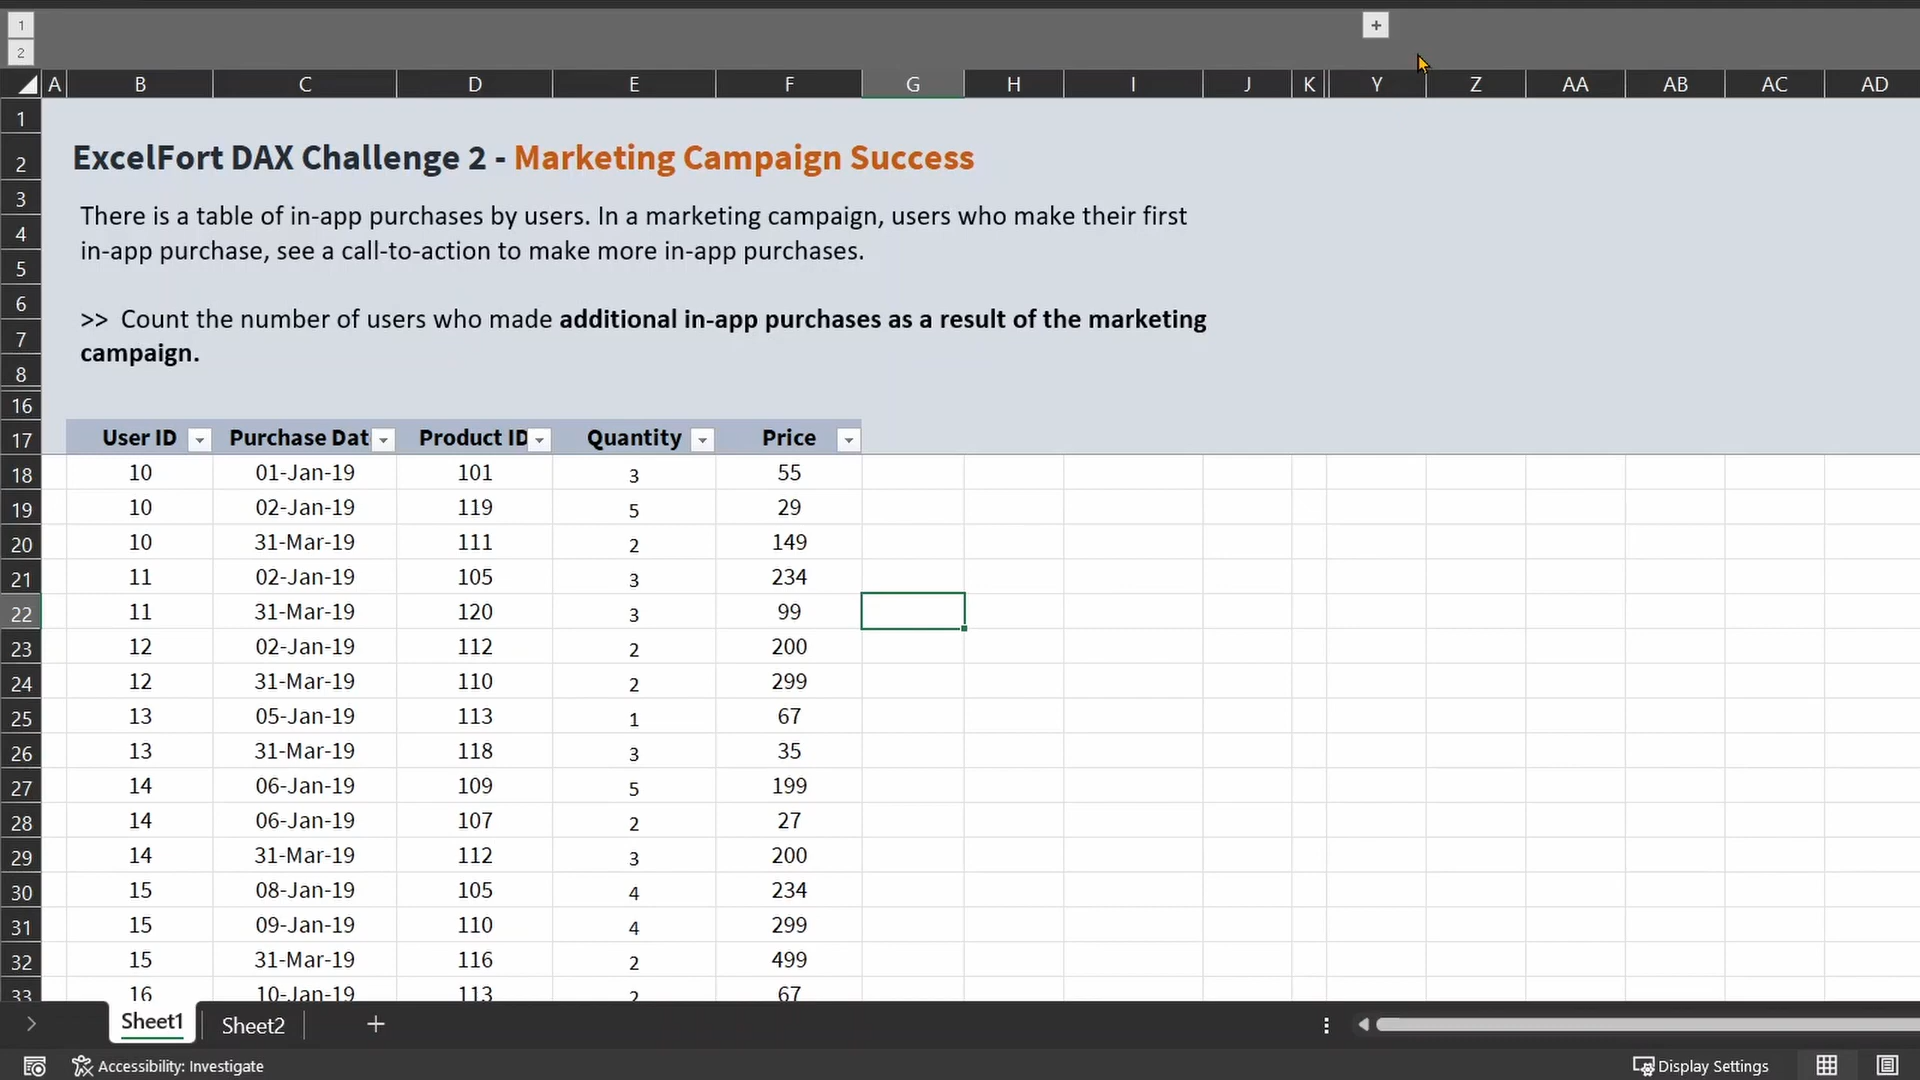 1
2
+
A B C D E F G H I J K Y Z AA AB AC AD
1
2 ExcelFort DAX Challenge 2 - Marketing Campaign Success
3 There is a table of in-app purchases by users. In a marketing campaign, users who make their first
4
in-app purchase, see a call-to-action to make more in-app purchases.
5
6 >> Count the number of users who made additional in-app purchases as a result of the marketing
7
campaign.
8
16
17 User ID Purchase Dat Product ID Quantity Price
18 10 01-Jan-19 101 3 55
19 10 02-Jan-19 119 5 29
20 10 31-Mar-19 111 2 149
21 11 02-Jan-19 105 3 234
22 11 31-Mar-19 120 3 99
23 12 02-Jan-19 112 2 200
24 12 31-Mar-19 110 2 299
25 13 05-Jan-19 113 1 67
26 13 31-Mar-19 118 3 35
27 14 06-Jan-19 109 5 199
28 14 06-Jan-19 107 2 27
29 14 31-Mar-19 112 3 200
30 15 08-Jan-19 105 4 234
31 15 09-Jan-19 110 4 299
32 15 31-Mar-19 116 2 499
33 16 10-Jan-19 113 2 67
Sheet1 Sheet2 +
Accessibility: Investigate Display Settings